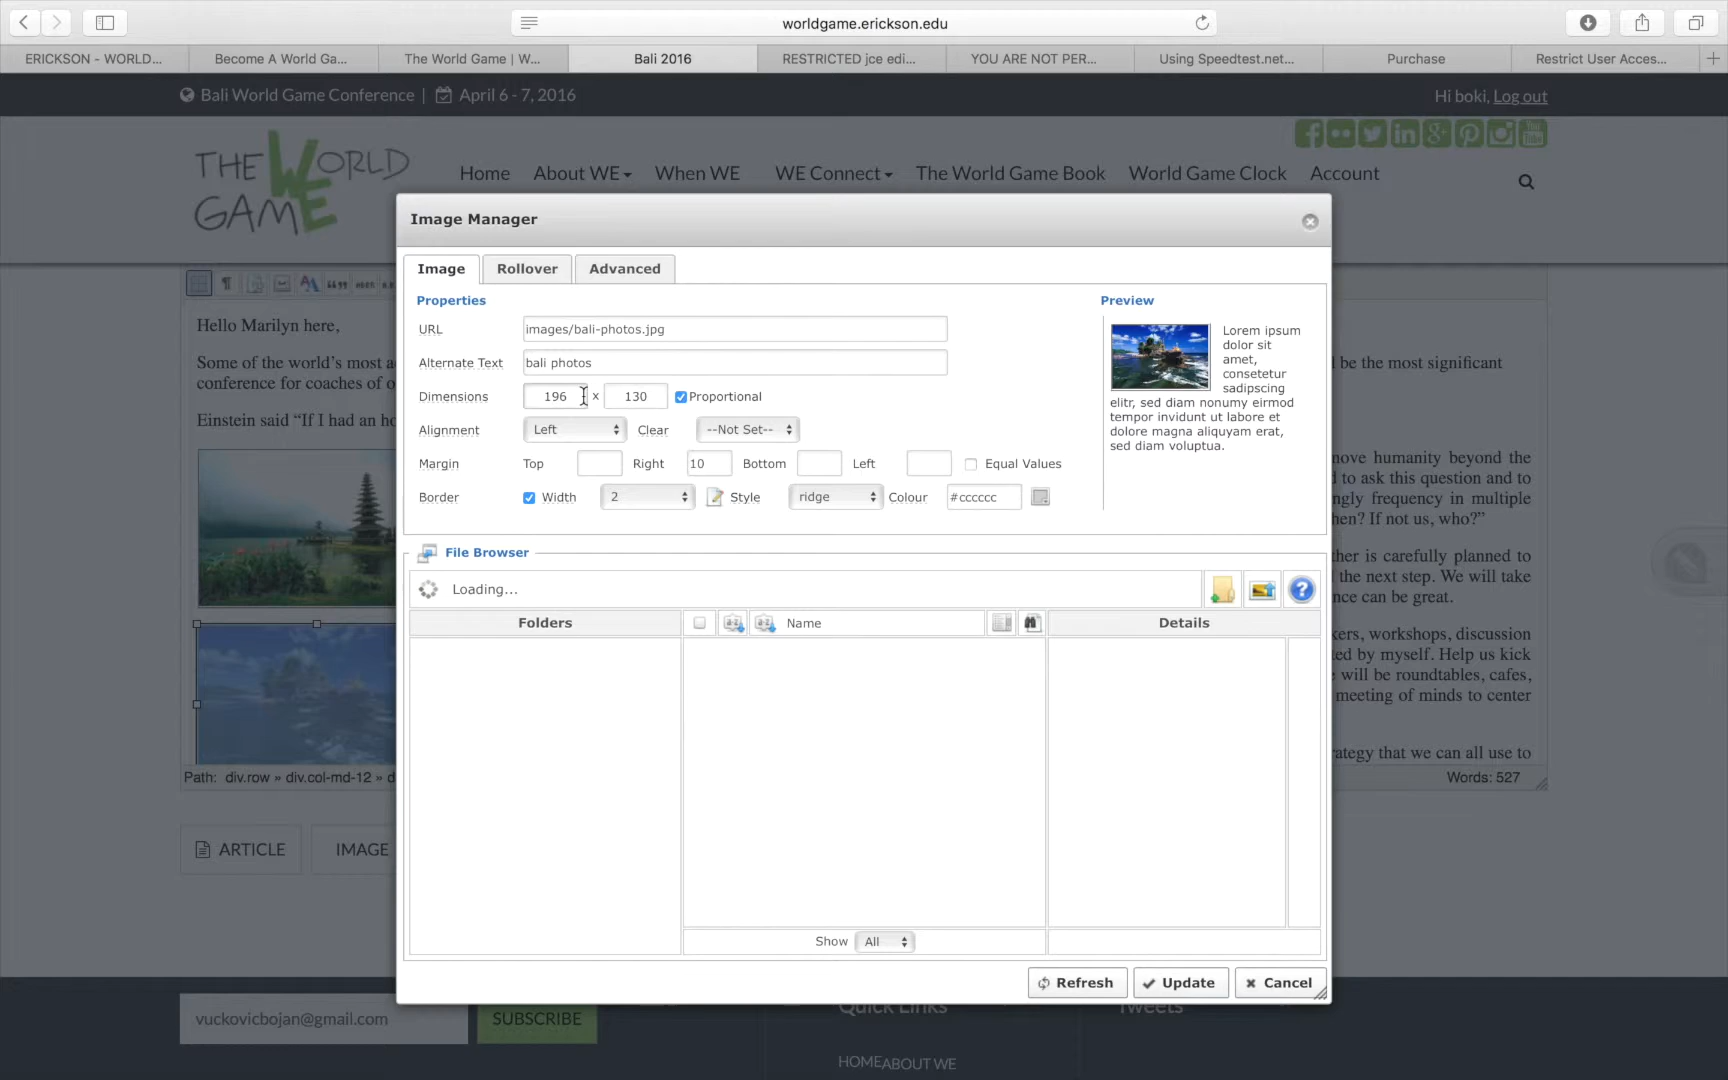 worldgame.erickson.edu
ERICKSON - WORLD...
Become A World Ga...
The World Game | W...
Bali 2016
RESTRICTED jce edi...
YOU ARE NOT PER...
Using Speedtest.net...
Purchase
Restrict User Acces...
Bali World Game Conference | April 6 - 7, 2016
Hi boki, Log out
THE WORLD
WE
GAME
Home
About WE
When WE
WE Connect
The World Game Book
World Game Clock
Account
Image Manager
Image
Rollover
Advanced
Properties
URL images/bali-photos.jpg
Alternate Text bali photos
Dimensions 196 x 130 Proportional
Alignment Left Clear --Not Set--
Margin Top Right 10 Bottom Left Equal Values
Border Width 2 Style ridge Colour #cccccc
Preview
Lorem ipsum
dolor sit
amet,
consetetur
sadipscing
elitr, sed diam nonumy eirmod
tempor invidunt ut labore et
dolore magna aliquyam erat,
sed diam voluptua.
File Browser
Loading...
Folders
Name
Details
Show All
Refresh
Update
Cancel
Hello Marilyn here,
Some of the world's most a
conference for coaches of o
Einstein said “If I had an ho
l be the most significant
nove humanity beyond the
l to ask this question and to
ngly frequency in multiple
hen? If not us, who?”
ther is carefully planned to
the next step. We will take
nce can be great.
kers, workshops, discussion
ted by myself. Help us kick
e will be roundtables, cafes,
meeting of minds to center
rategy that we can all use to
Path: div.row » div.col-md-12 » d
Words: 527
ARTICLE
IMAGE
vuckovicbojan@gmail.com
SUBSCRIBE
Quick Links
Tweets
HOME
ABOUT WE